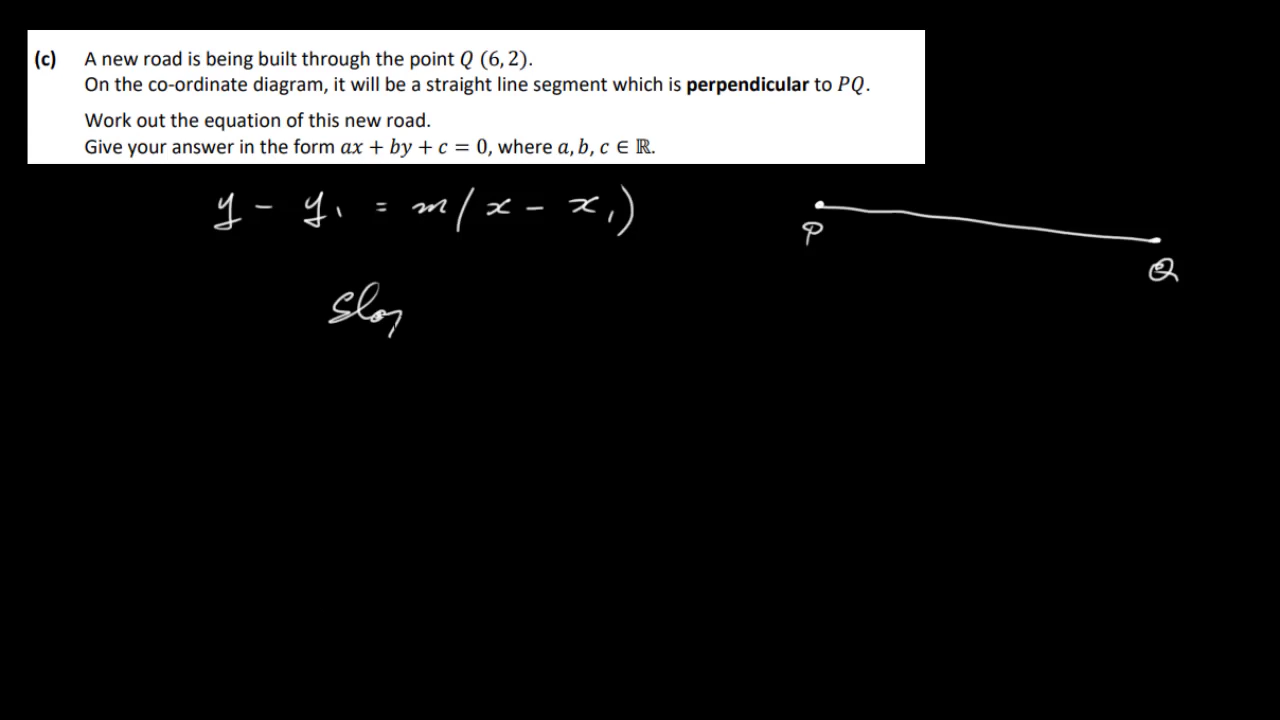 (c) A new road is being built through the point Q (6, 2).
On the co-ordinate diagram, it will be a straight line segment which is perpendicular to PQ.
Work out the equation of this new road.
Give your answer in the form ax + by + c = 0, where a, b, c ∈ ℝ.
y - y₁ = m(x - x₁)
P
Q